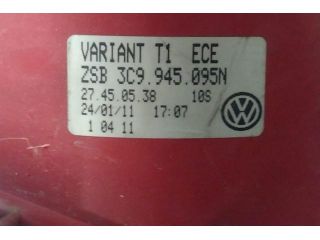 VARIANT T1 ECE
ZSB 3C9.945.095N
27.45.05.38 10S
24/01/11 17:07
1 04 11